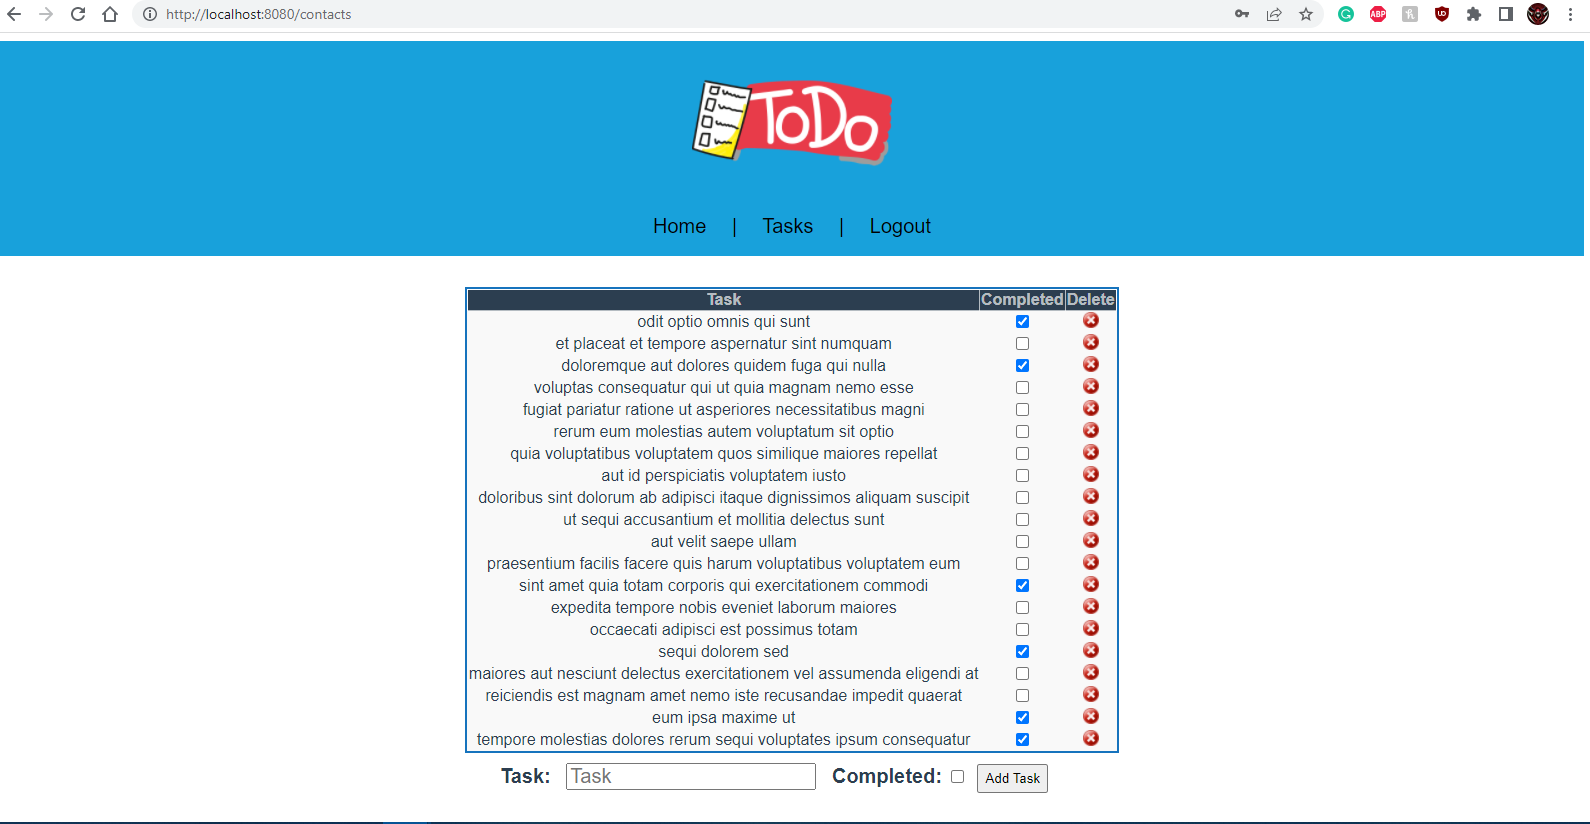 http://localhost:8080/contacts
ToDo
Home | Tasks | Logout
Task Completed Delete
odit optio omnis qui sunt
et placeat et tempore aspernatur sint numquam
doloremque aut dolores quidem fuga qui nulla
voluptas consequatur qui ut quia magnam nemo esse
fugiat pariatur ratione ut asperiores necessitatibus magni
rerum eum molestias autem voluptatum sit optio
quia voluptatibus voluptatem quos similique maiores repellat
aut id perspiciatis voluptatem iusto
doloribus sint dolorum ab adipisci itaque dignissimos aliquam suscipit
ut sequi accusantium et mollitia delectus sunt
aut velit saepe ullam
praesentium facilis facere quis harum voluptatibus voluptatem eum
sint amet quia totam corporis qui exercitationem commodi
expedita tempore nobis eveniet laborum maiores
occaecati adipisci est possimus totam
sequi dolorem sed
maiores aut nesciunt delectus exercitationem vel assumenda eligendi at
reiciendis est magnam amet nemo iste recusandae impedit quaerat
eum ipsa maxime ut
tempore molestias dolores rerum sequi voluptates ipsum consequatur
Task: Task Completed: Add Task